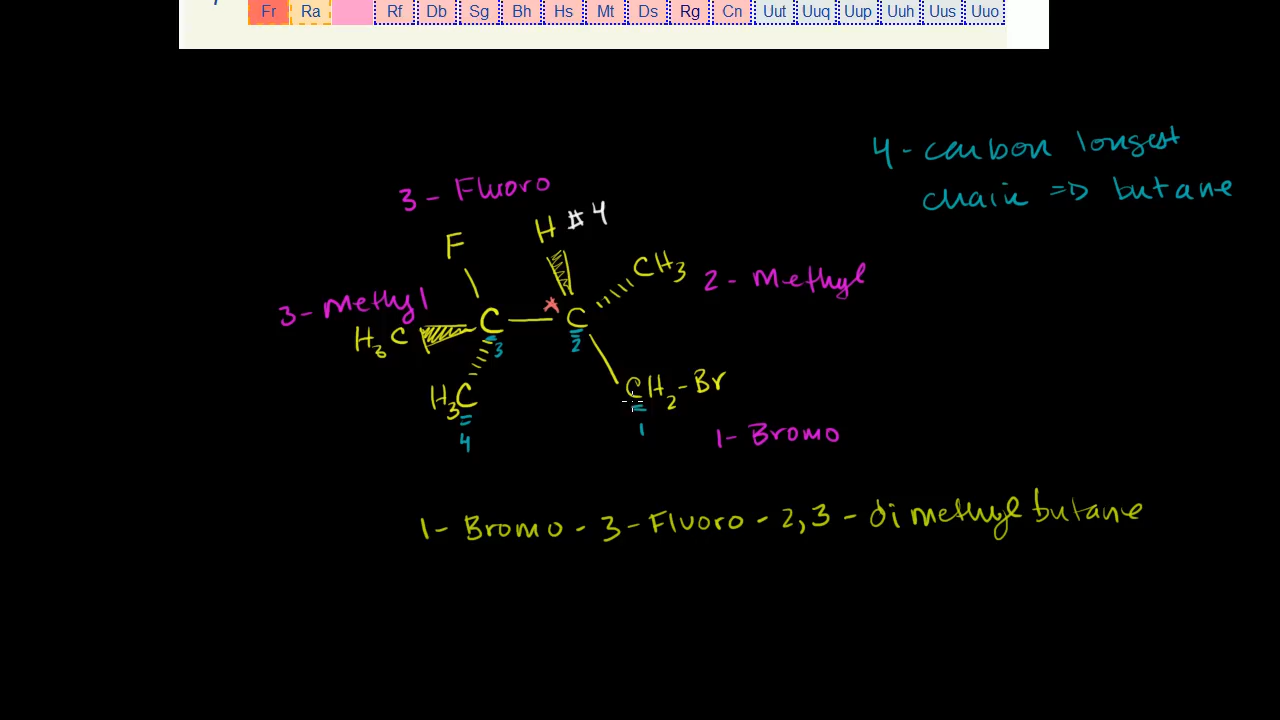 Fr Ra Rf Db Sg Bh Hs Mt Ds Rg Cn Uut Uuq Uup Uuh Uus Uuo
4 - carbon longest
chain => butane
3 - Fluoro
H #4
F
CH3
2 - Methyl
3 - Methyl
H3C
C C
3 2
H3C
4
CH2 - Br
1
1 - Bromo
1 - Bromo - 3 - Fluoro - 2,3 - dimethyl butane